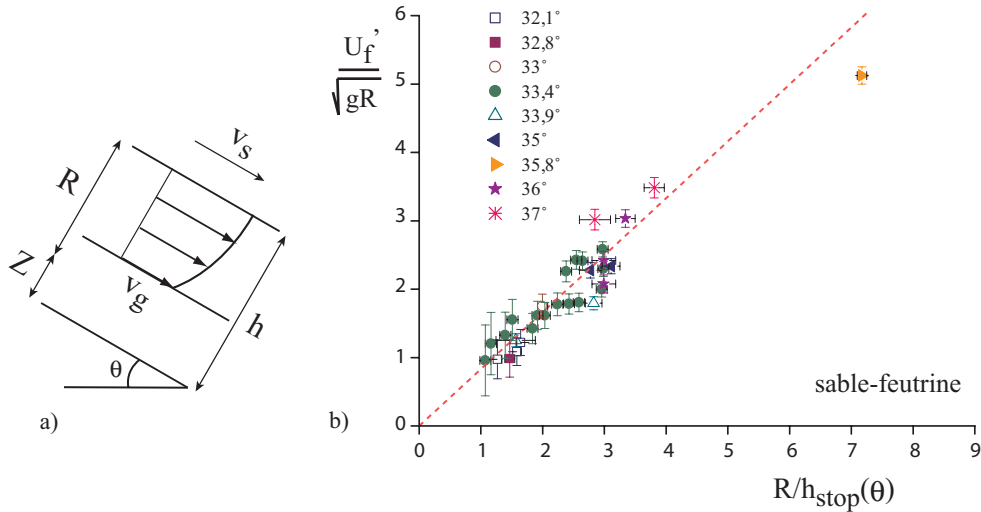 R
Z
v_s
v_g
h
θ
a)
U_f'
√gR
6
5
4
3
2
1
0
32,1°
32,8°
33°
33,4°
33,9°
35°
35,8°
36°
37°
sable-feutrine
b)
0 1 2 3 4 5 6 7 8 9
R/h_stop(θ)